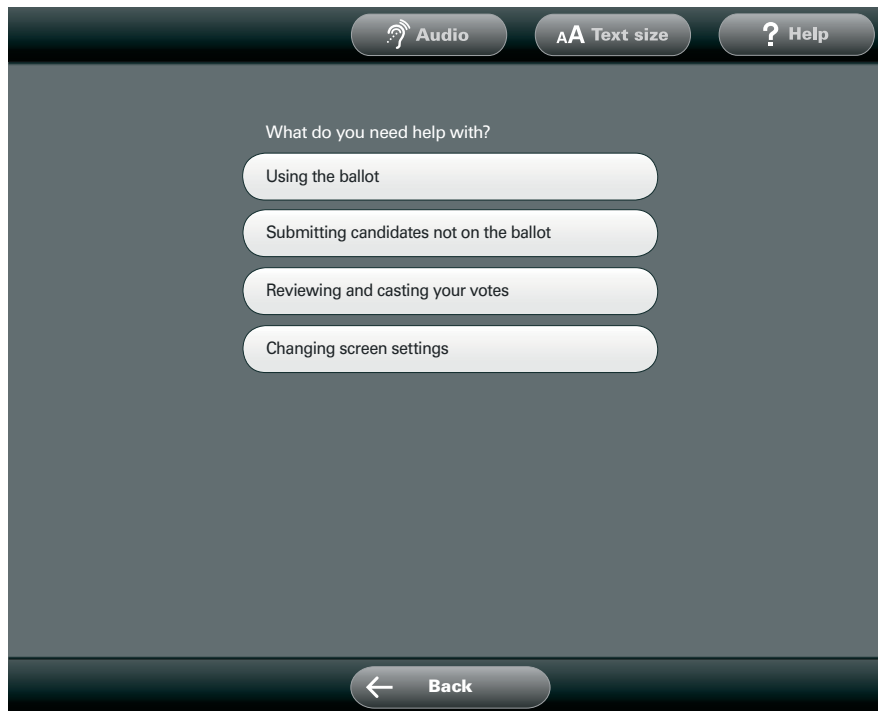 Audio
AA Text size
? Help
What do you need help with?
Using the ballot
Submitting candidates not on the ballot
Reviewing and casting your votes
Changing screen settings
Back